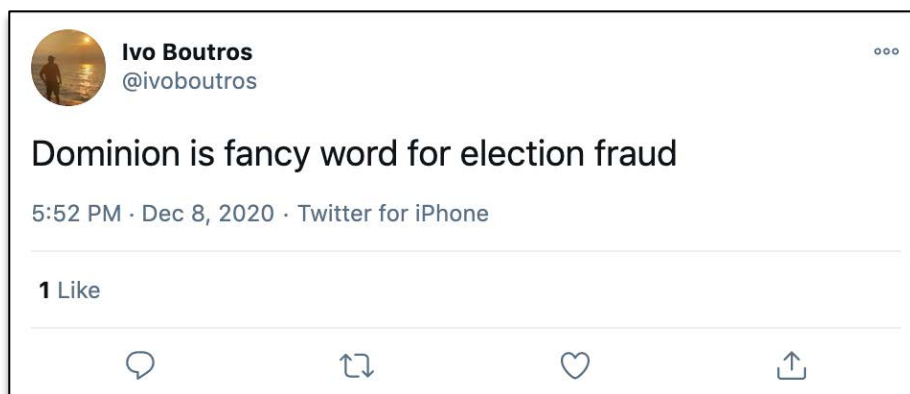 Ivo Boutros
@ivoboutros
Dominion is fancy word for election fraud
5:52 PM · Dec 8, 2020 · Twitter for iPhone
1 Like